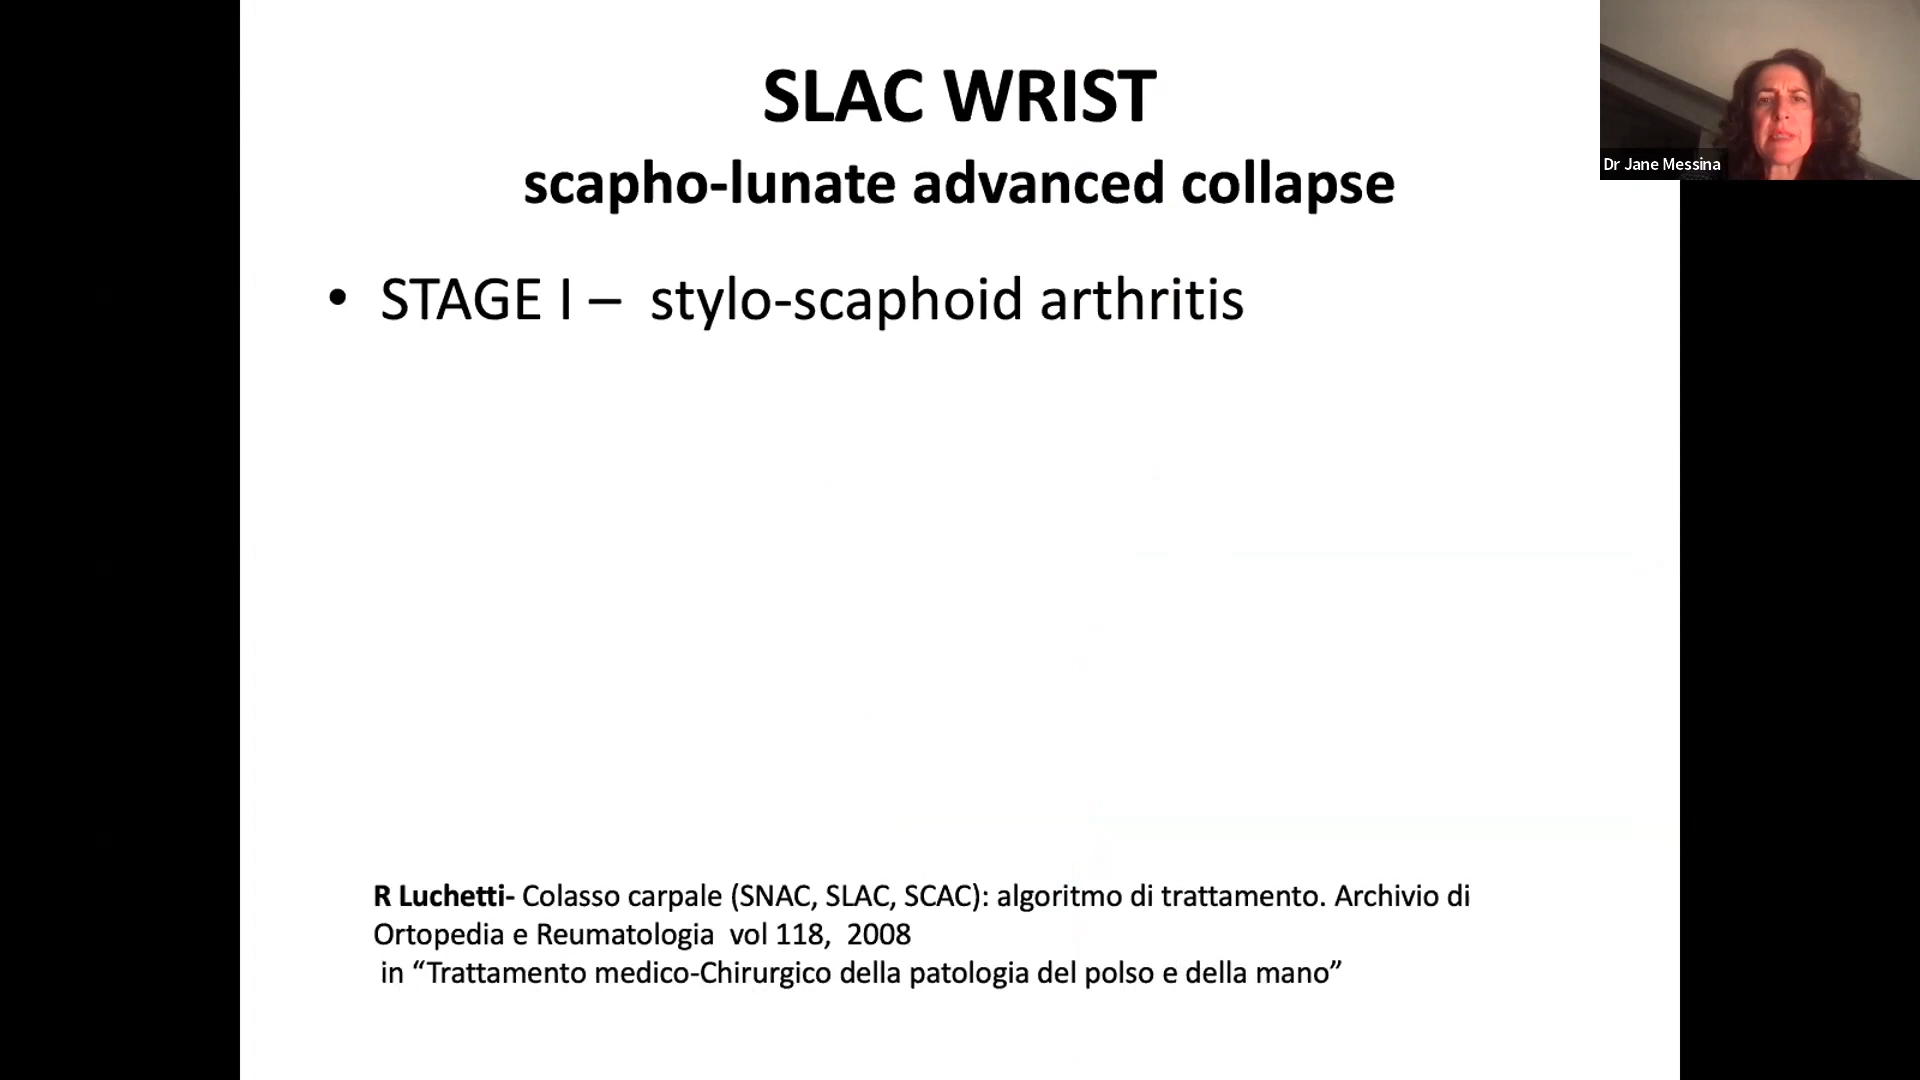 SLAC WRIST
scapho-lunate advanced collapse
Dr Jane Messina
• STAGE I – stylo-scaphoid arthritis
R Luchetti- Colasso carpale (SNAC, SLAC, SCAC): algoritmo di trattamento. Archivio di
Ortopedia e Reumatologia vol 118, 2008
in “Trattamento medico-Chirurgico della patologia del polso e della mano”